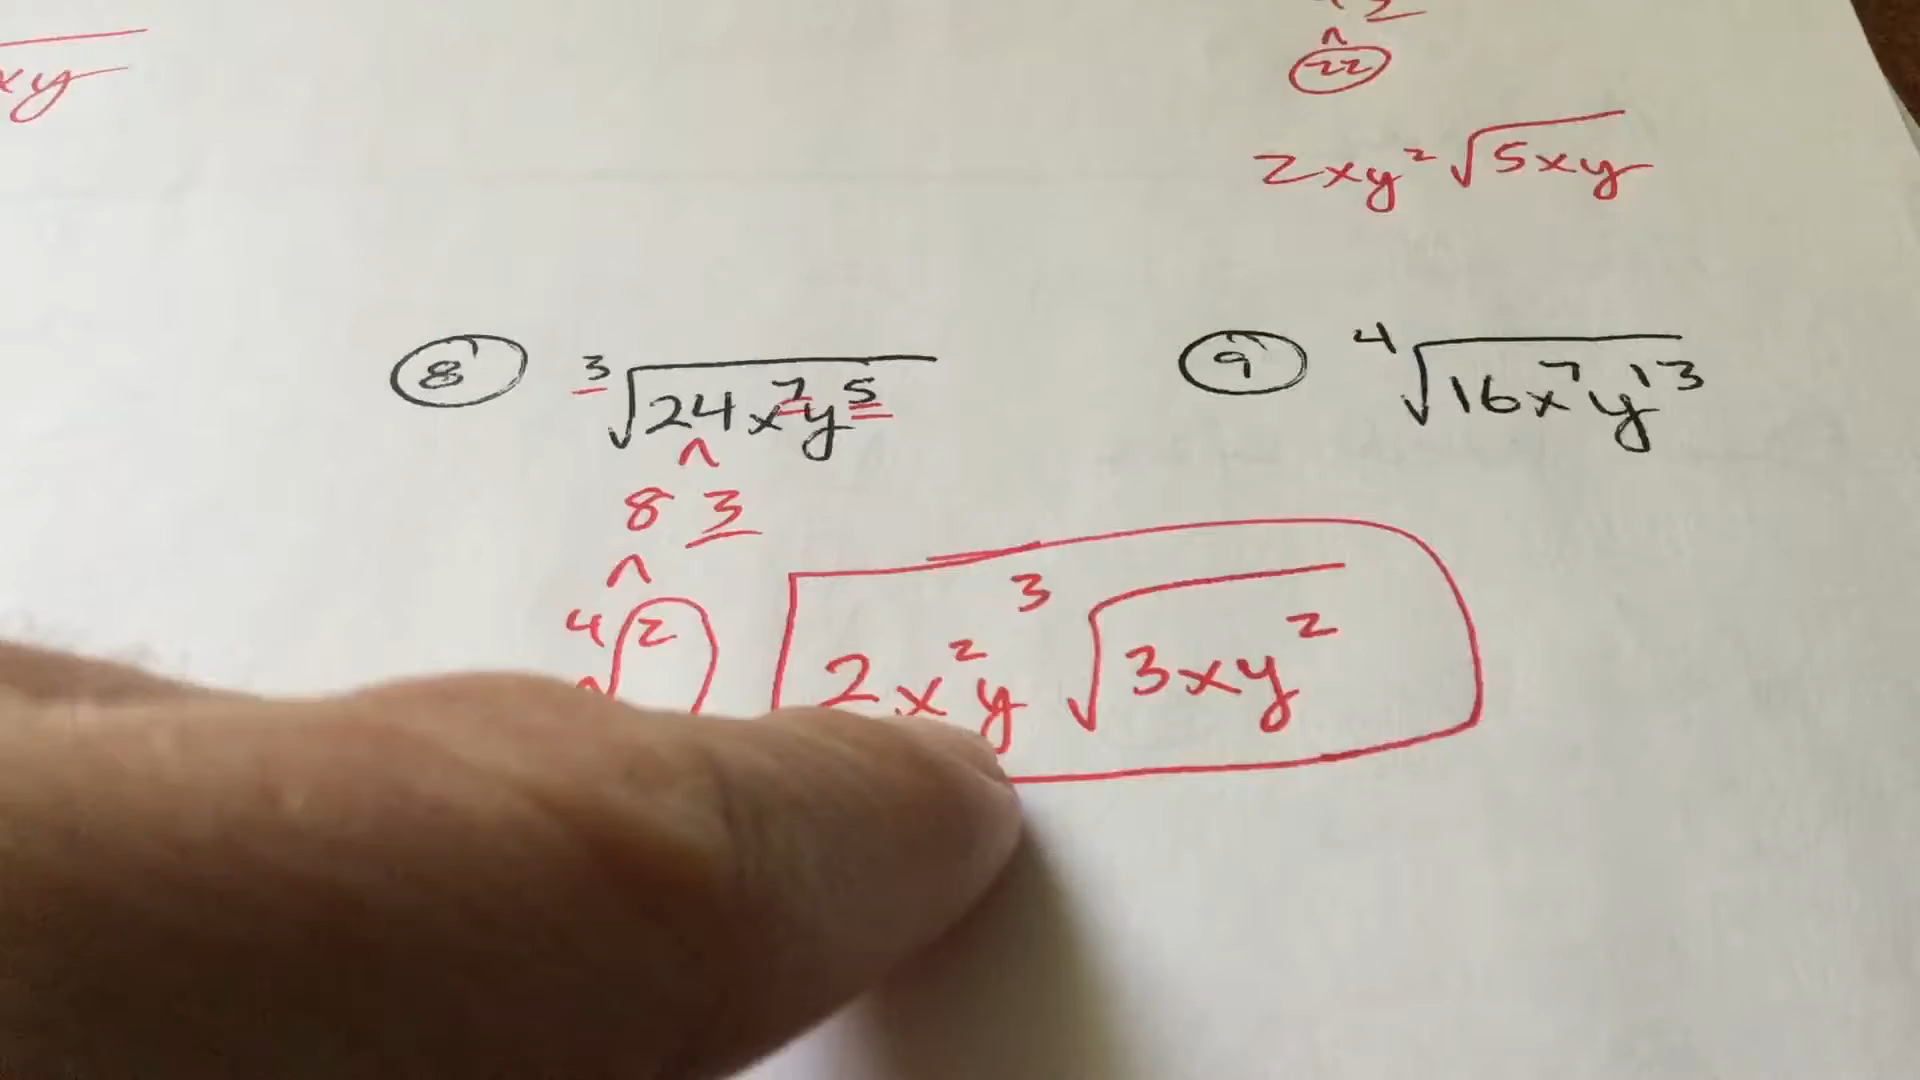 xy
22
2xy² √5xy
8 ³√24x⁷y⁵
9 ⁴√16x⁷y¹³
8 3
4 2
2x²y ³√3xy²